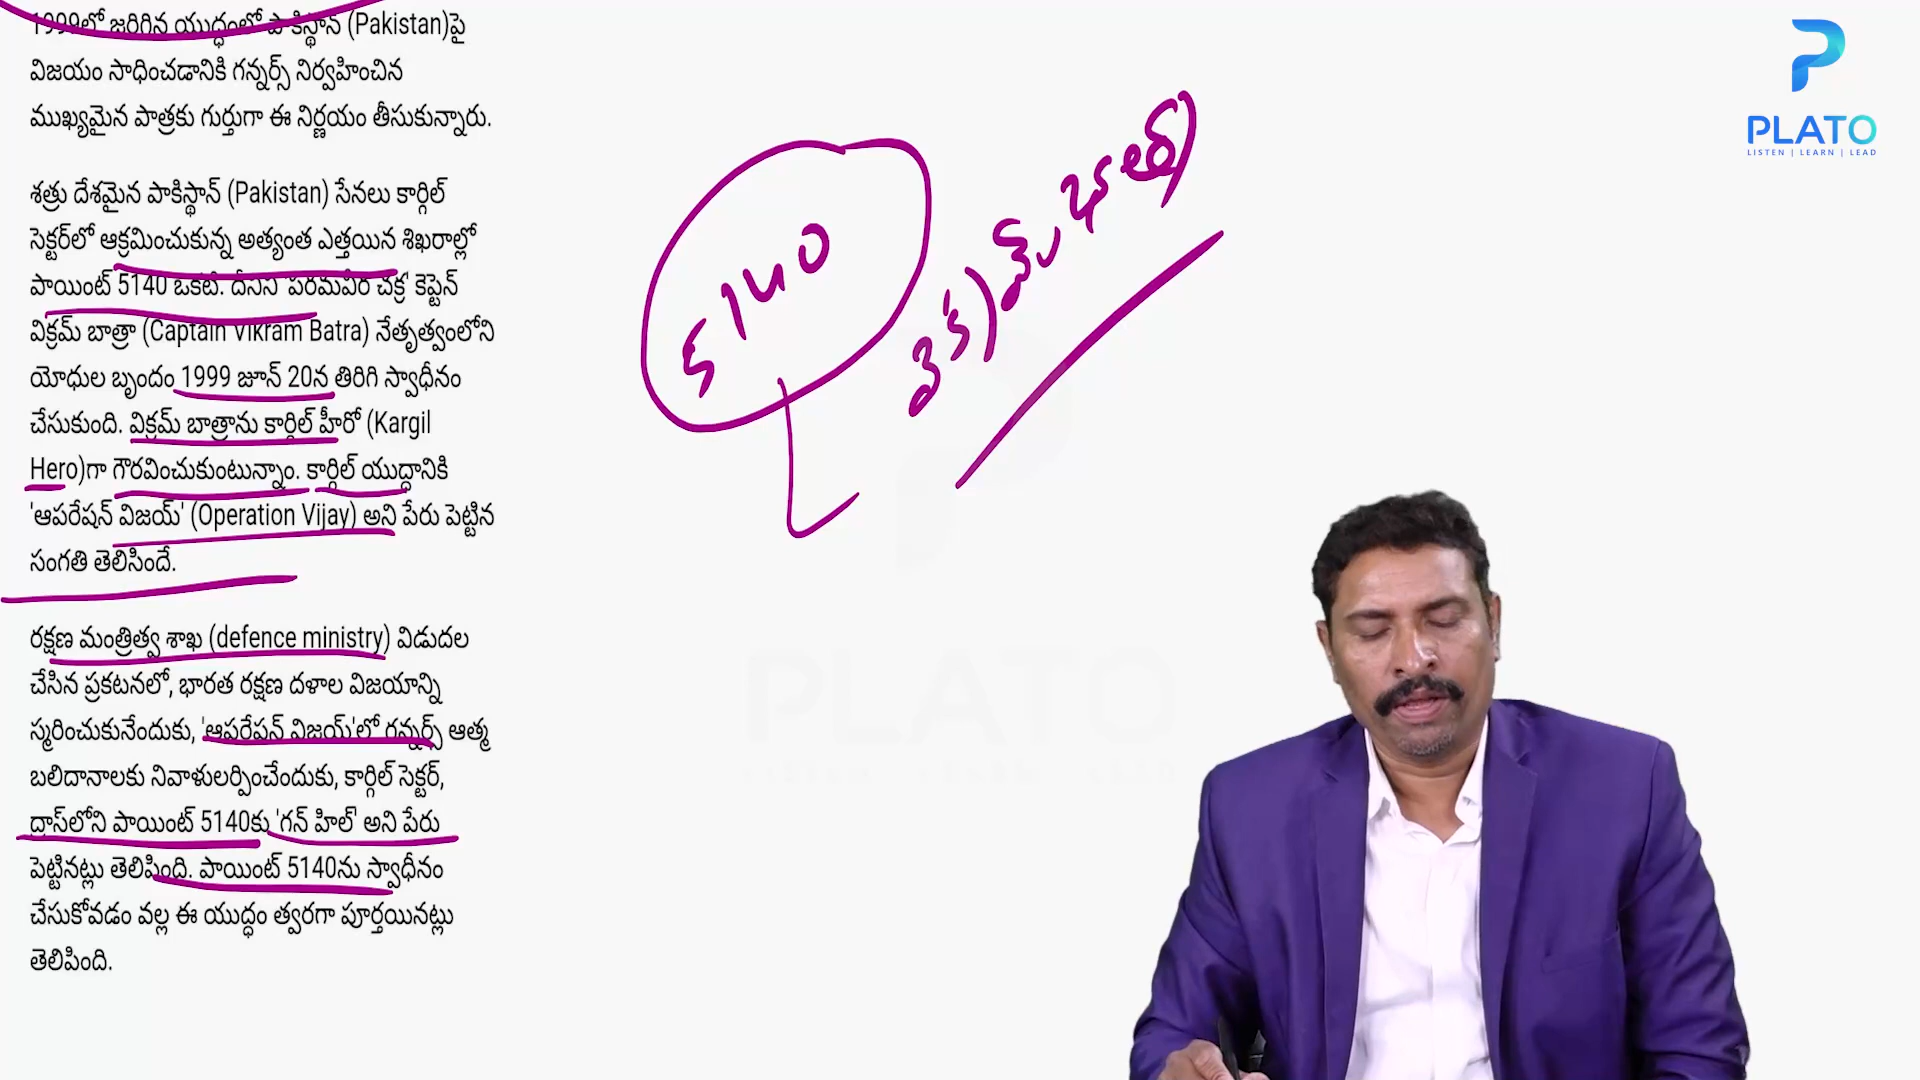 1999లో జరిగిన యుద్ధంలో పాకిస్థాన్ (Pakistan)పై
విజయం సాధించడానికి గన్నర్స్ నిర్వహించిన
ముఖ్యమైన పాత్రకు గుర్తుగా ఈ నిర్ణయం తీసుకున్నారు.
శత్రు దేశమైన పాకిస్థాన్ (Pakistan) సేనలు కార్గిల్
సెక్టర్‌లో ఆక్రమించుకున్న అత్యంత ఎత్తయిన శిఖరాల్లో
పాయింట్ 5140 ఒకటి. దీనిని 'పరమవీర చక్ర' కెప్టెన్
విక్రమ్ బాత్రా (Captain Vikram Batra) నేతృత్వంలోని
యోధుల బృందం 1999 జూన్ 20న తిరిగి స్వాధీనం
చేసుకుంది. విక్రమ్ బాత్రాను కార్గిల్ హీరో (Kargil
Hero)గా గౌరవించుకుంటున్నాం. కార్గిల్ యుద్ధానికి
'ఆపరేషన్ విజయ్' (Operation Vijay) అని పేరు పెట్టిన
సంగతి తెలిసిందే.
రక్షణ మంత్రిత్వ శాఖ (defence ministry) విడుదల
చేసిన ప్రకటనలో, భారత రక్షణ దళాల విజయాన్ని
స్మరించుకునేందుకు, 'ఆపరేషన్ విజయ్'లో గన్నర్స్ ఆత్మ
బలిదానాలకు నివాళులర్పించేందుకు, కార్గిల్ సెక్టర్,
ద్రాస్‌లోని పాయింట్ 5140కు 'గన్ హిల్' అని పేరు
పెట్టినట్లు తెలిపింది. పాయింట్ 5140ను స్వాధీనం
చేసుకోవడం వల్ల ఈ యుద్ధం త్వరగా పూర్తయినట్లు
తెలిపింది.
5140
PLATO
LISTEN | LEARN | LEAD
PLATO
LISTEN | LEARN | LEAD